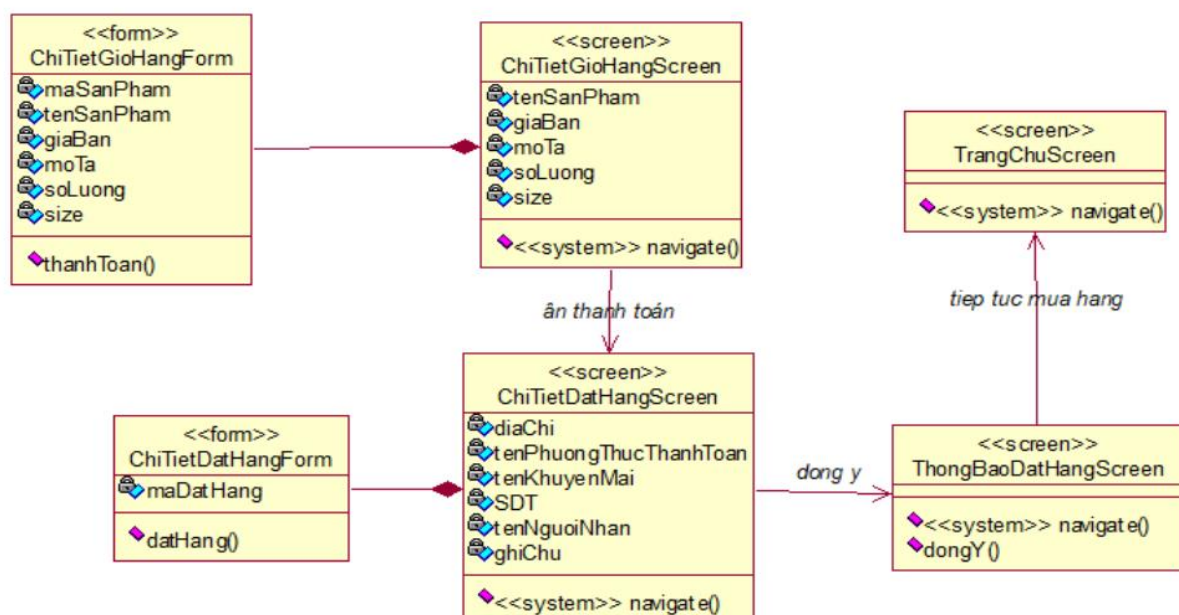 <<form>>
ChiTietGioHangForm
maSanPham
tenSanPham
giaBan
moTa
soLuong
size
thanhToan()
<<screen>>
ChiTietGioHangScreen
tenSanPham
giaBan
moTa
soLuong
size
<<system>> navigate()
<<screen>>
TrangChuScreen
<<system>> navigate()
ân thanh toán
tiep tuc mua hang
<<form>>
ChiTietDatHangForm
maDatHang
datHang()
<<screen>>
ChiTietDatHangScreen
diaChi
tenPhuongThucThanhToan
tenKhuyenMai
SDT
tenNguoiNhan
ghiChu
<<system>> navigate()
dong y
<<screen>>
ThongBaoDatHangScreen
<<system>> navigate()
dongY()